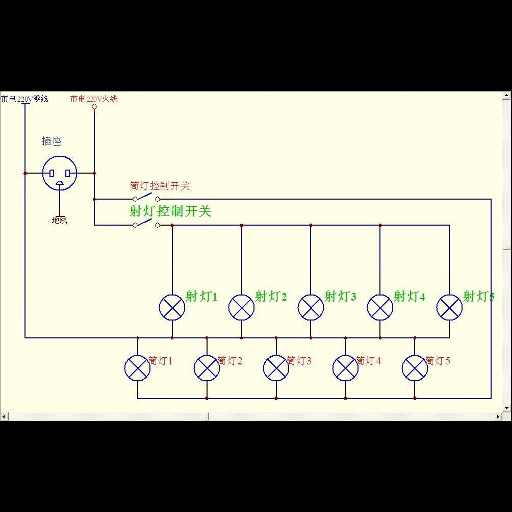 市电220V零线
市电220V火线
插座
筒灯控制开关
射灯控制开关
地线
射灯1
射灯2
射灯3
射灯4
射灯5
筒灯1
筒灯2
筒灯3
筒灯4
筒灯5